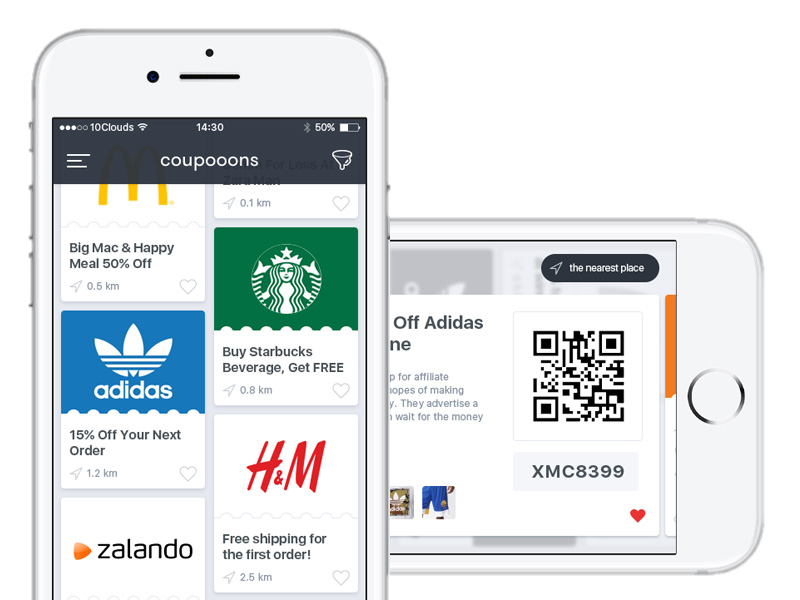 10Clouds
14:30
50%
coupooons
For Less At
Zara Man
0.1 km
Big Mac & Happy
Meal 50% Off
0.5 km
adidas
15% Off Your Next
Order
1.2 km
zalando
Buy Starbucks
Beverage, Get FREE
0.8 km
H&M
Free shipping for
the first order!
2.5 km
the nearest place
Off Adidas
ne
p for affiliate
opes of making
y. They advertise a
wait for the money
XMC8399
adidas